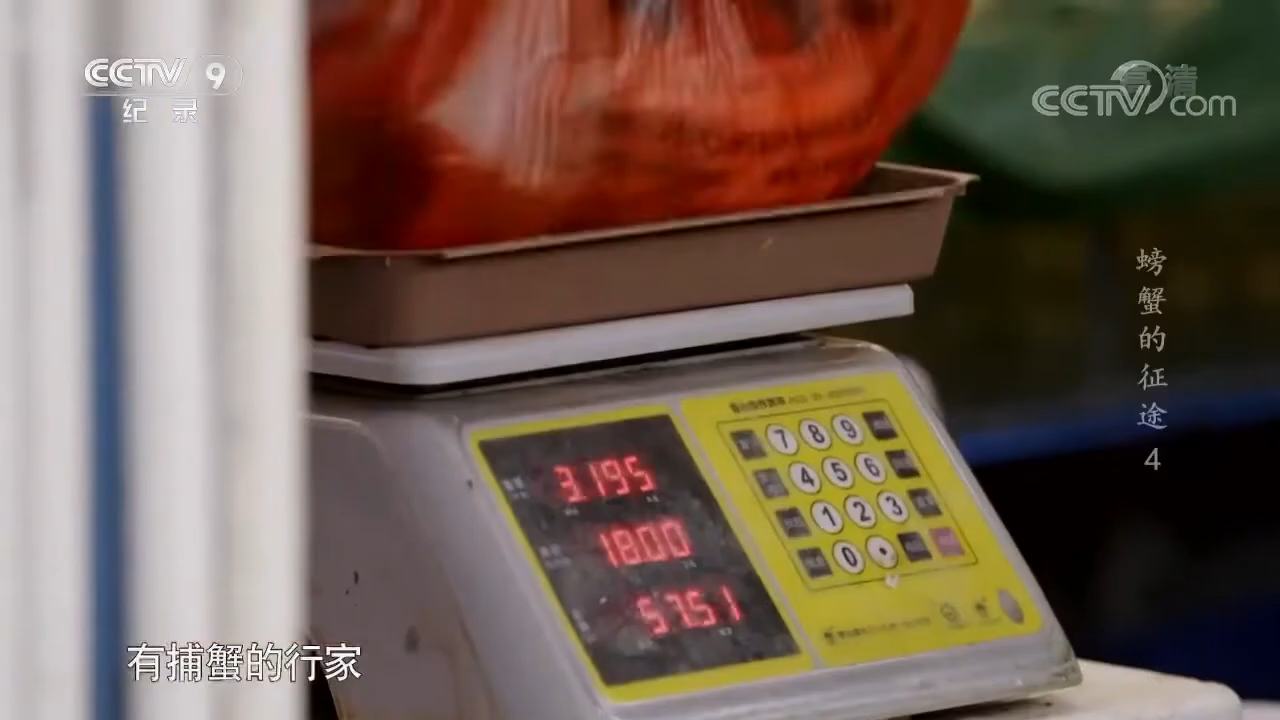 CCTV 9
纪录
高清
CCTV.com
螃蟹的征途 4
3.195
18.00
57.51
7 8 9
4 5 6
1 2 3
0 .
有捕蟹的行家